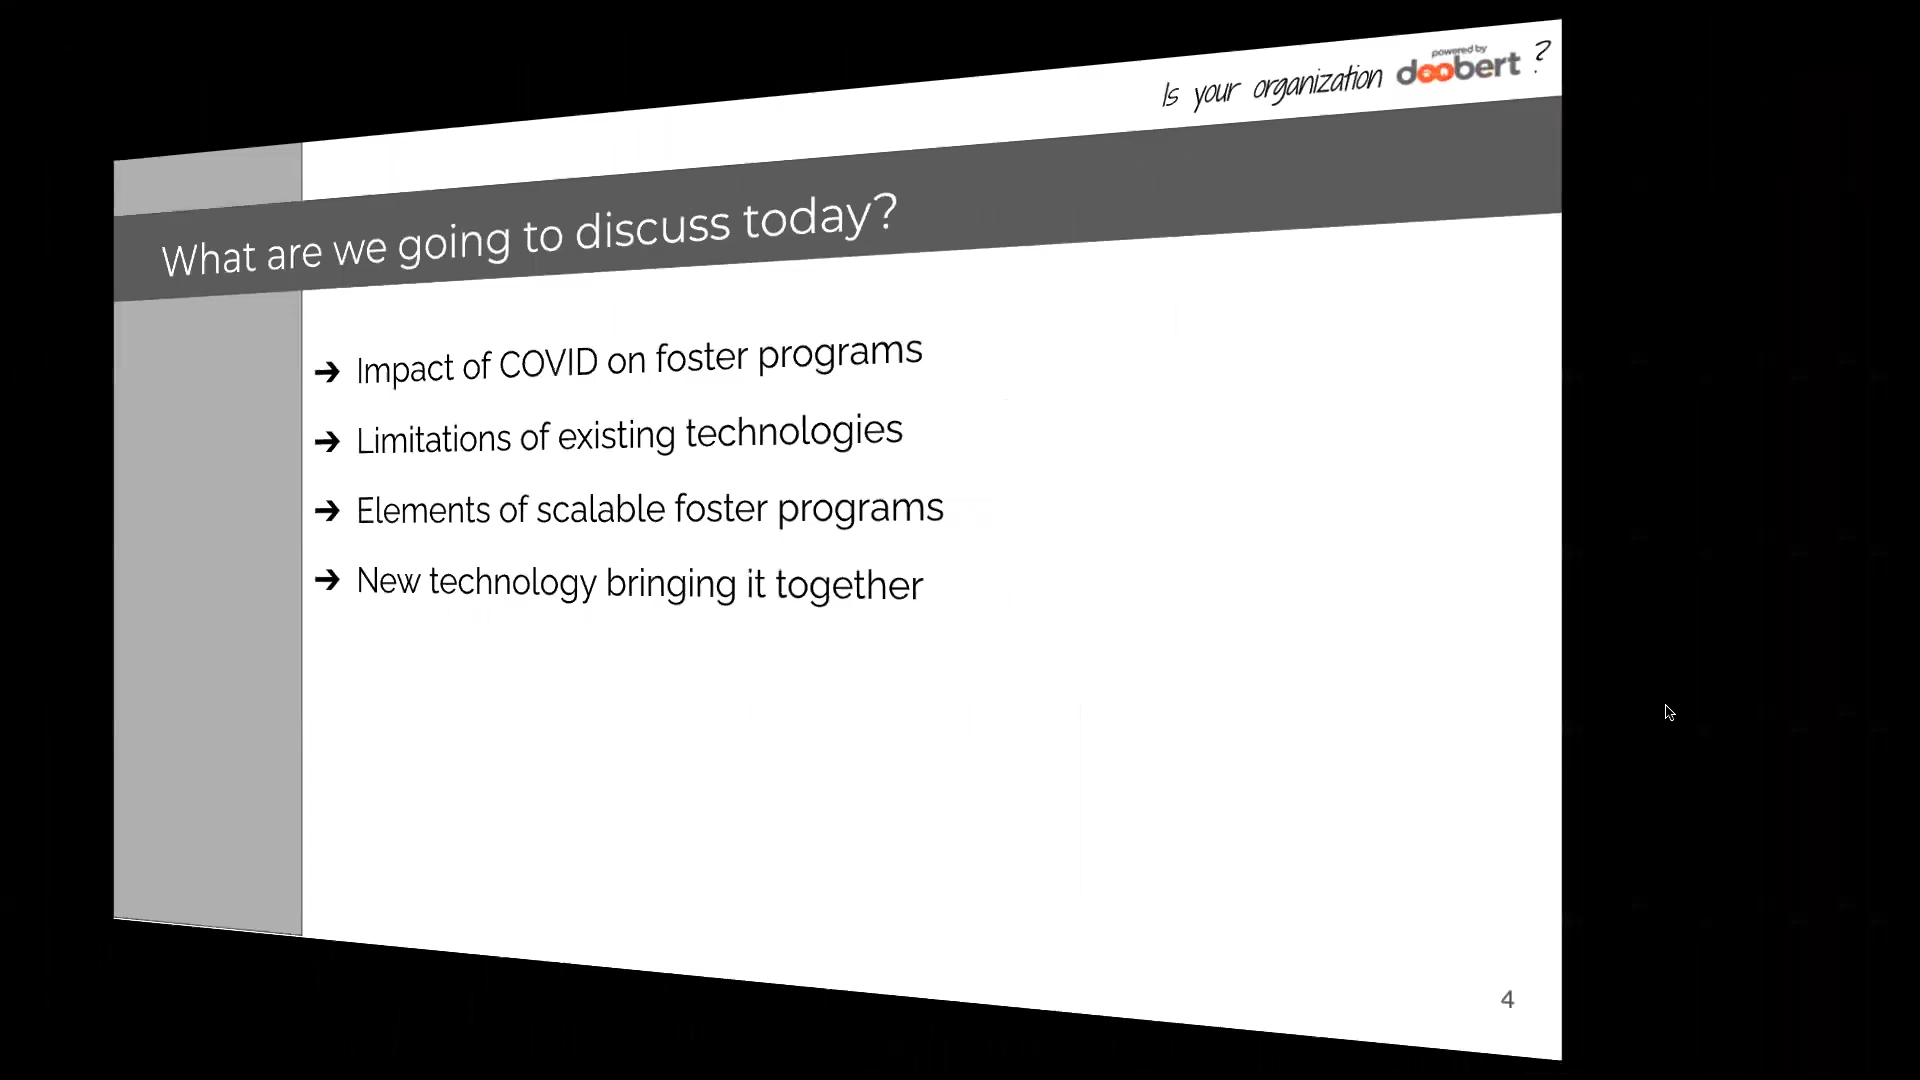 powered by
Is your organization doobert ?
What are we going to discuss today?
➔ Impact of COVID on foster programs
➔ Limitations of existing technologies
➔ Elements of scalable foster programs
➔ New technology bringing it together
4